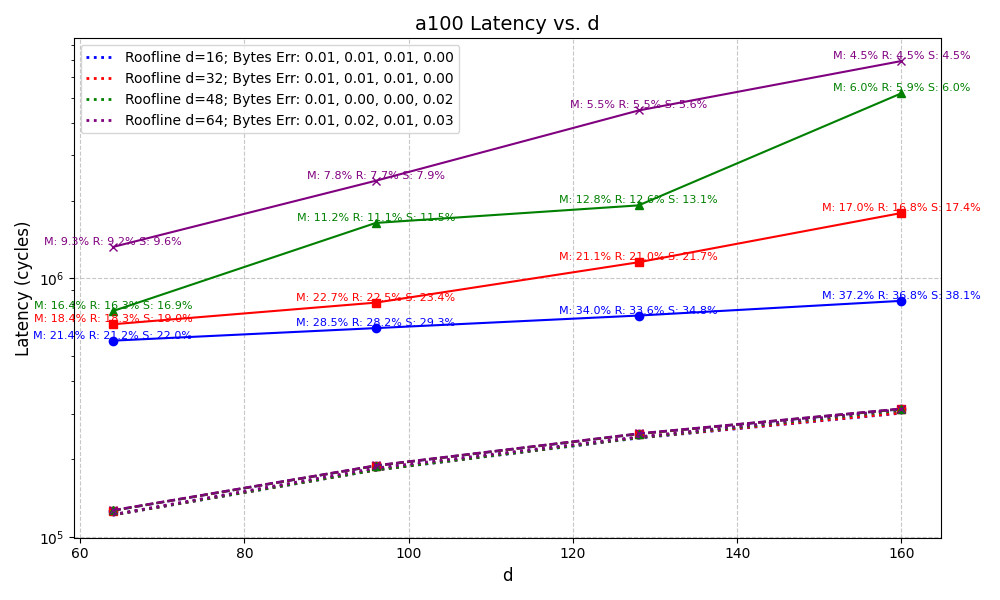 a100 Latency vs. d
Roofline d=16; Bytes Err: 0.01, 0.01, 0.01, 0.00
Roofline d=32; Bytes Err: 0.01, 0.01, 0.01, 0.00
Roofline d=48; Bytes Err: 0.01, 0.00, 0.00, 0.02
Roofline d=64; Bytes Err: 0.01, 0.02, 0.01, 0.03
M: 4.5% R: 4.5% S: 4.5%
M: 6.0% R: 5.9% S: 6.0%
M: 5.5% R: 5.5% S: 5.6%
M: 7.8% R: 7.7% S: 7.9%
M: 12.8% R: 12.6% S: 13.1%
M: 17.0% R: 16.8% S: 17.4%
M: 11.2% R: 11.1% S: 11.5%
M: 9.3% R: 9.2% S: 9.6%
M: 21.1% R: 21.0% S: 21.7%
M: 22.7% R: 22.5% S: 23.4%
M: 37.2% R: 36.8% S: 38.1%
M: 16.4% R: 16.3% S: 16.9%
M: 34.0% R: 33.6% S: 34.8%
M: 18.4% R: 18.3% S: 19.0%
M: 28.5% R: 28.2% S: 29.3%
M: 21.4% R: 21.2% S: 22.0%
Latency (cycles)
10^6
10^5
60 80 100 120 140 160
d